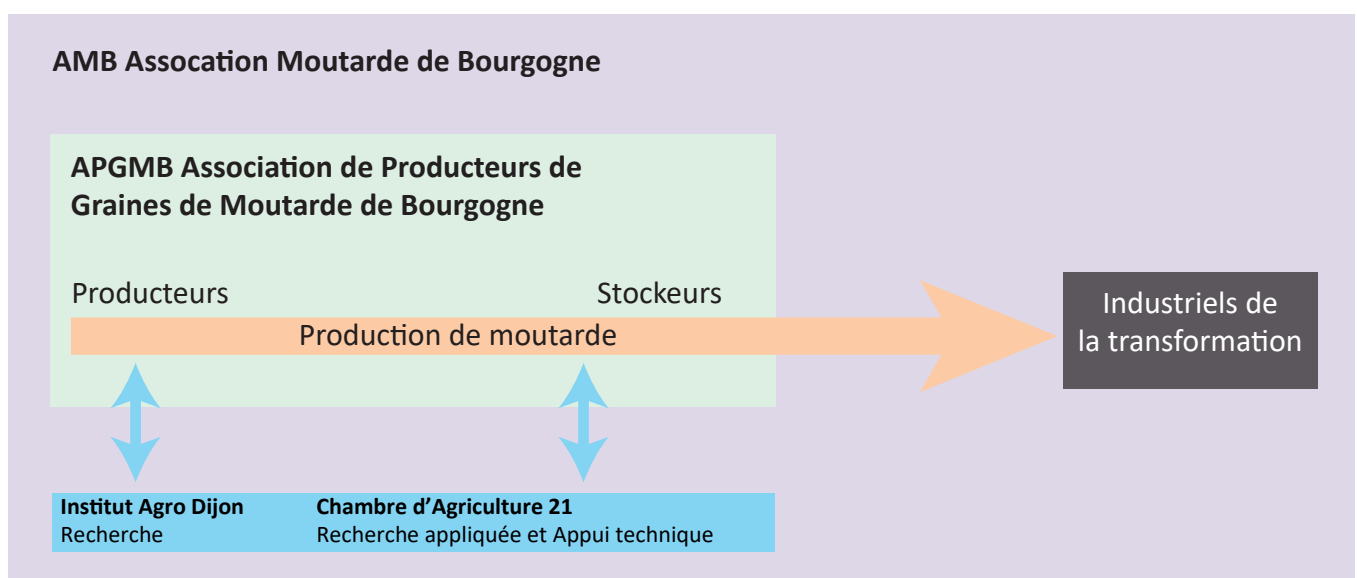 AMB Assocation Moutarde de Bourgogne
APGMB Association de Producteurs de
Graines de Moutarde de Bourgogne
Producteurs
Stockeurs
Production de moutarde
Industriels de
la transformation
Institut Agro Dijon
Recherche
Chambre d’Agriculture 21
Recherche appliquée et Appui technique